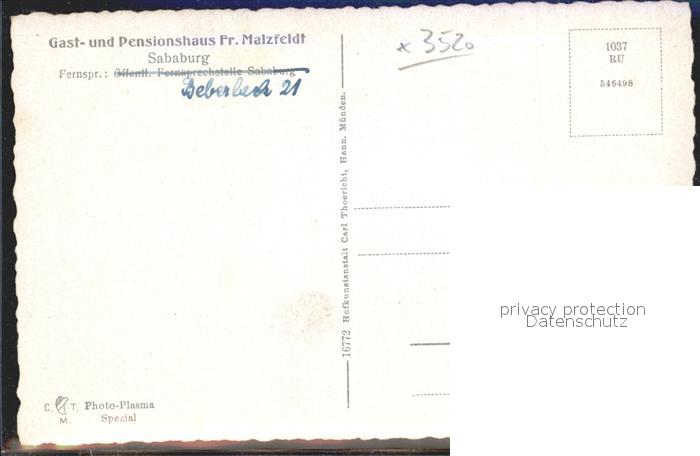 Gast- und Pensionshaus Fr. Malzfeldt
Sababurg
Fernspr.: Öffentl. Fernsprechstelle Sababurg
Beberbeck 21
x 3520
1037
RU
546498
16772 Hofkunstanstalt Carl Thoericht, Hann. Münden.
privacy protection
Datenschutz
C. T. Photo-Plasma
M. Spezial